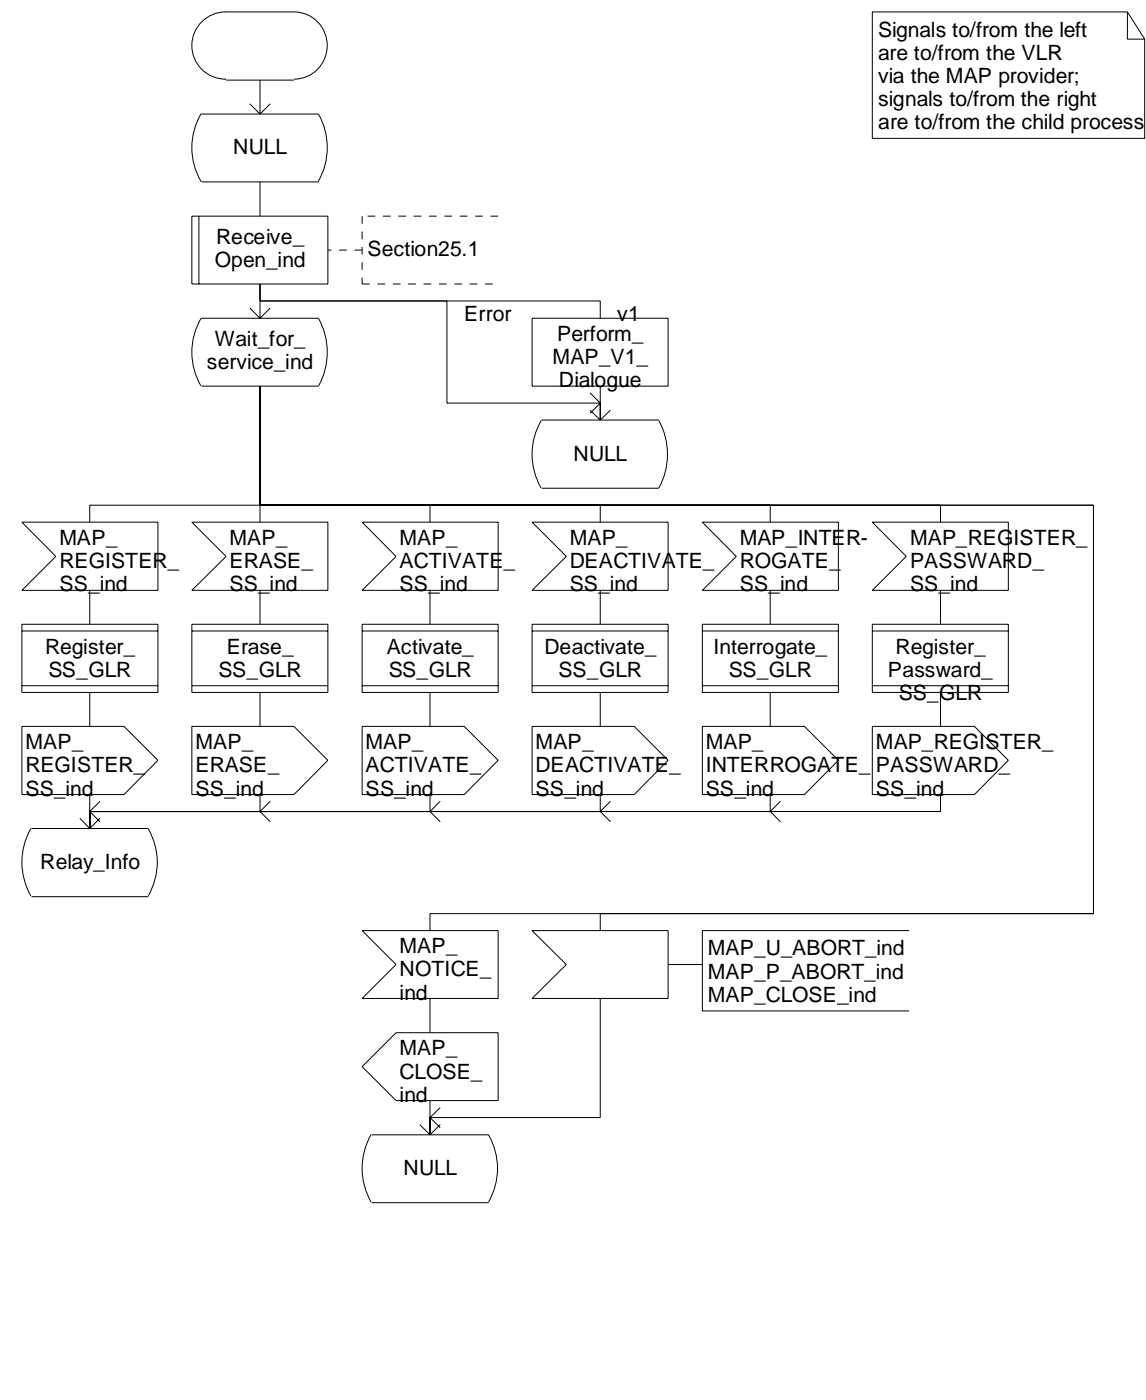 Signals to/from the left
are to/from the VLR
via the MAP provider;
signals to/from the right
are to/from the child process
NULL
Receive_
Open_ind
Section25.1
Error
v1
Wait_for_
service_ind
Perform_
MAP_V1_
Dialogue
NULL
MAP_
REGISTER_
SS_ind
MAP_
ERASE_
SS_ind
MAP_
ACTIVATE_
SS_ind
MAP_
DEACTIVATE_
SS_ind
MAP_INTER-
ROGATE_
SS_ind
MAP_REGISTER_
PASSWARD_
SS_ind
Register_
SS_GLR
Erase_
SS_GLR
Activate_
SS_GLR
Deactivate_
SS_GLR
Interrogate_
SS_GLR
Register_
Passward_
SS_GLR
MAP_
REGISTER_
SS_ind
MAP_
ERASE_
SS_ind
MAP_
ACTIVATE_
SS_ind
MAP_
DEACTIVATE_
SS_ind
MAP_
INTERROGATE_
SS_ind
MAP_REGISTER_
PASSWARD_
SS_ind
Relay_Info
MAP_
NOTICE_
ind
MAP_U_ABORT_ind
MAP_P_ABORT_ind
MAP_CLOSE_ind
MAP_
CLOSE_
ind
NULL